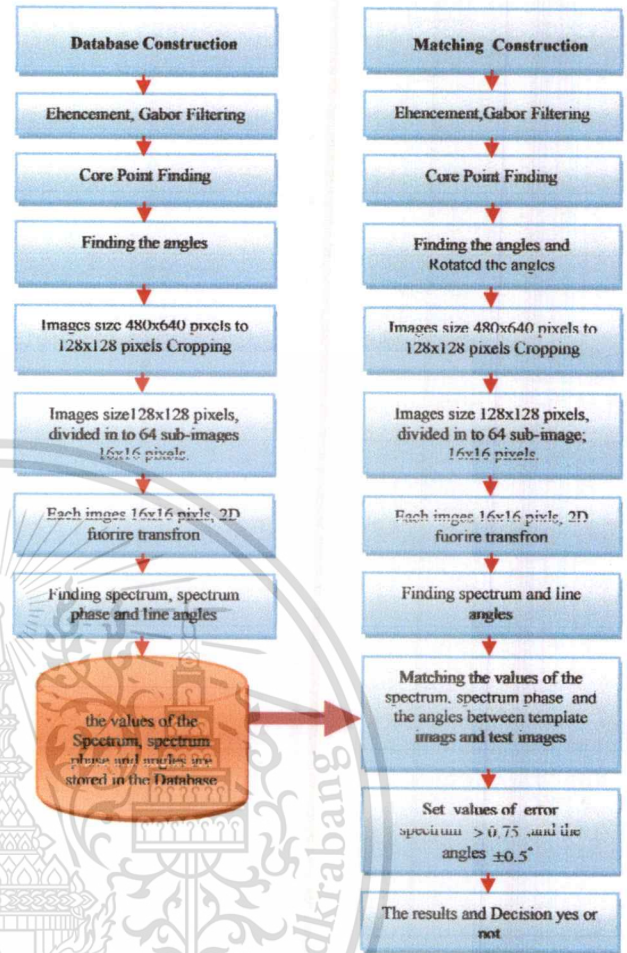 Database Construction
Ehencement, Gabor Filtering
Core Point Finding
Finding the angles
Images size 480x640 pixels to
128x128 pixels Cropping
Images size128x128 pixels,
divided in to 64 sub-images
16x16 pixels.
Each imges 16x16 pixls, 2D
fuorire transfron
Finding spectrum, spectrum
phase and line angles
the values of the
Spectrum, spectrum
phase and angles are
stored in the Database
Matching Construction
Ehencement,Gabor Filtering
Core Point Finding
Finding the angles and
Rotated the angles
Images size 480x640 pixels to
128x128 pixels Cropping
Images size 128x128 pixels,
divided in to 64 sub-image;
16x16 pixels.
Each imges 16x16 pixls, 2D
fuorire transfron
Finding spectrum and line
angles
Matching the values of the
spectrum, spectrum phase and
the angles between template
imags and test images
Set values of error
spectrum > 0.75 ,and the
angles ±0.5°
The results and Decision yes or
not
dkrabang